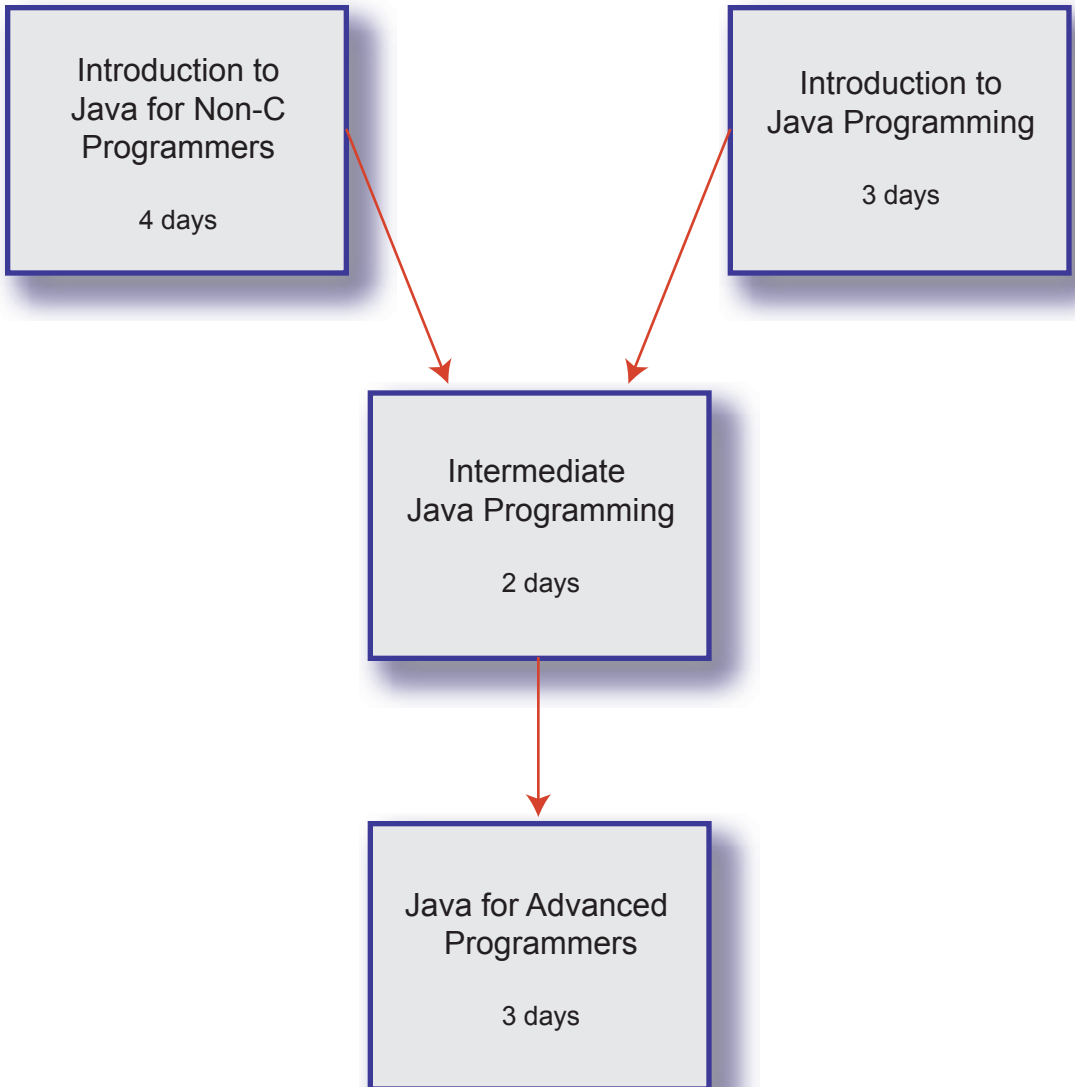 Introduction to
Java for Non-C
Programmers
4 days
Introduction to
Java Programming
3 days
Intermediate
Java Programming
2 days
Java for Advanced
Programmers
3 days